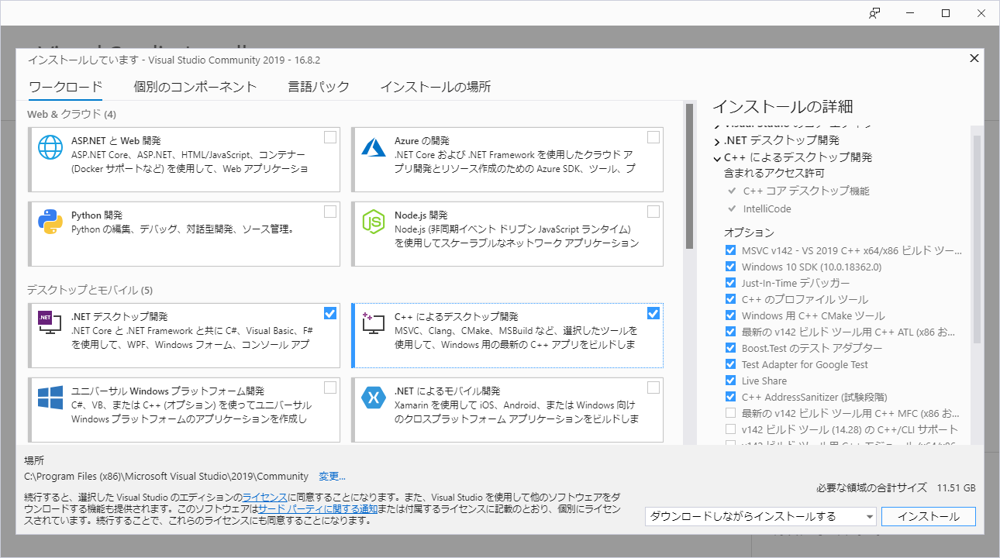 インストールしています - Visual Studio Community 2019 - 16.8.2
ワークロード 個別のコンポーネント 言語パック インストールの場所
Web & クラウド (4)
ASP.NET と Web 開発
ASP.NET Core、ASP.NET、HTML/JavaScript、コンテナー
(Docker サポートなど) を使用して、Web アプリケーショ
Azure の開発
.NET Core および .NET Framework を使用したクラウド ア
プリ開発とリソース作成のための Azure SDK、ツール、プ
Python 開発
Python の編集、デバッグ、対話型開発、ソース管理。
Node.js 開発
Node.js (非同期イベント ドリブン JavaScript ランタイム)
を使用してスケーラブルなネットワーク アプリケーション
デスクトップとモバイル (5)
.NET デスクトップ開発
.NET Core と .NET Framework と共に C#、Visual Basic、F#
を使用して、WPF、Windows フォーム、コンソール アプ
C++ によるデスクトップ開発
MSVC、Clang、CMake、MSBuild など、選択したツールを
使用して、Windows 用の最新の C++ アプリをビルドしま
ユニバーサル Windows プラットフォーム開発
C#、VB、または C++ (オプション) を使ってユニバーサル
Windows プラットフォームのアプリケーションを作成し
.NET によるモバイル開発
Xamarin を使用して iOS、Android、または Windows 向け
のクロスプラットフォーム アプリケーションをビルドしま
インストールの詳細
.NET デスクトップ開発
C++ によるデスクトップ開発
含まれるアクセス許可
C++ コア デスクトップ機能
IntelliCode
オプション
MSVC v142 - VS 2019 C++ x64/x86 ビルド ツー...
Windows 10 SDK (10.0.18362.0)
Just-In-Time デバッガー
C++ のプロファイル ツール
Windows 用 C++ CMake ツール
最新の v142 ビルド ツール用 C++ ATL (x86 お...
Boost.Test のテスト アダプター
Test Adapter for Google Test
Live Share
C++ AddressSanitizer (試験段階)
最新の v142 ビルド ツール用 C++ MFC (x86 お...
v142 ビルド ツール (14.28) の C++/CLI サポート
場所
C:\Program Files (x86)\Microsoft Visual Studio\2019\Community 変更...
続行すると、選択した Visual Studio のエディションのライセンスに同意することになります。また、Visual Studio を使用して他のソフトウェアをダ
ウンロードする機能も提供されます。このソフトウェアはサード パーティに関する通知または付属するライセンスに記載のとおり、個別にライセン
スされています。続行することで、これらのライセンスにも同意することになります。
必要な領域の合計サイズ 11.51 GB
ダウンロードしながらインストールする インストール